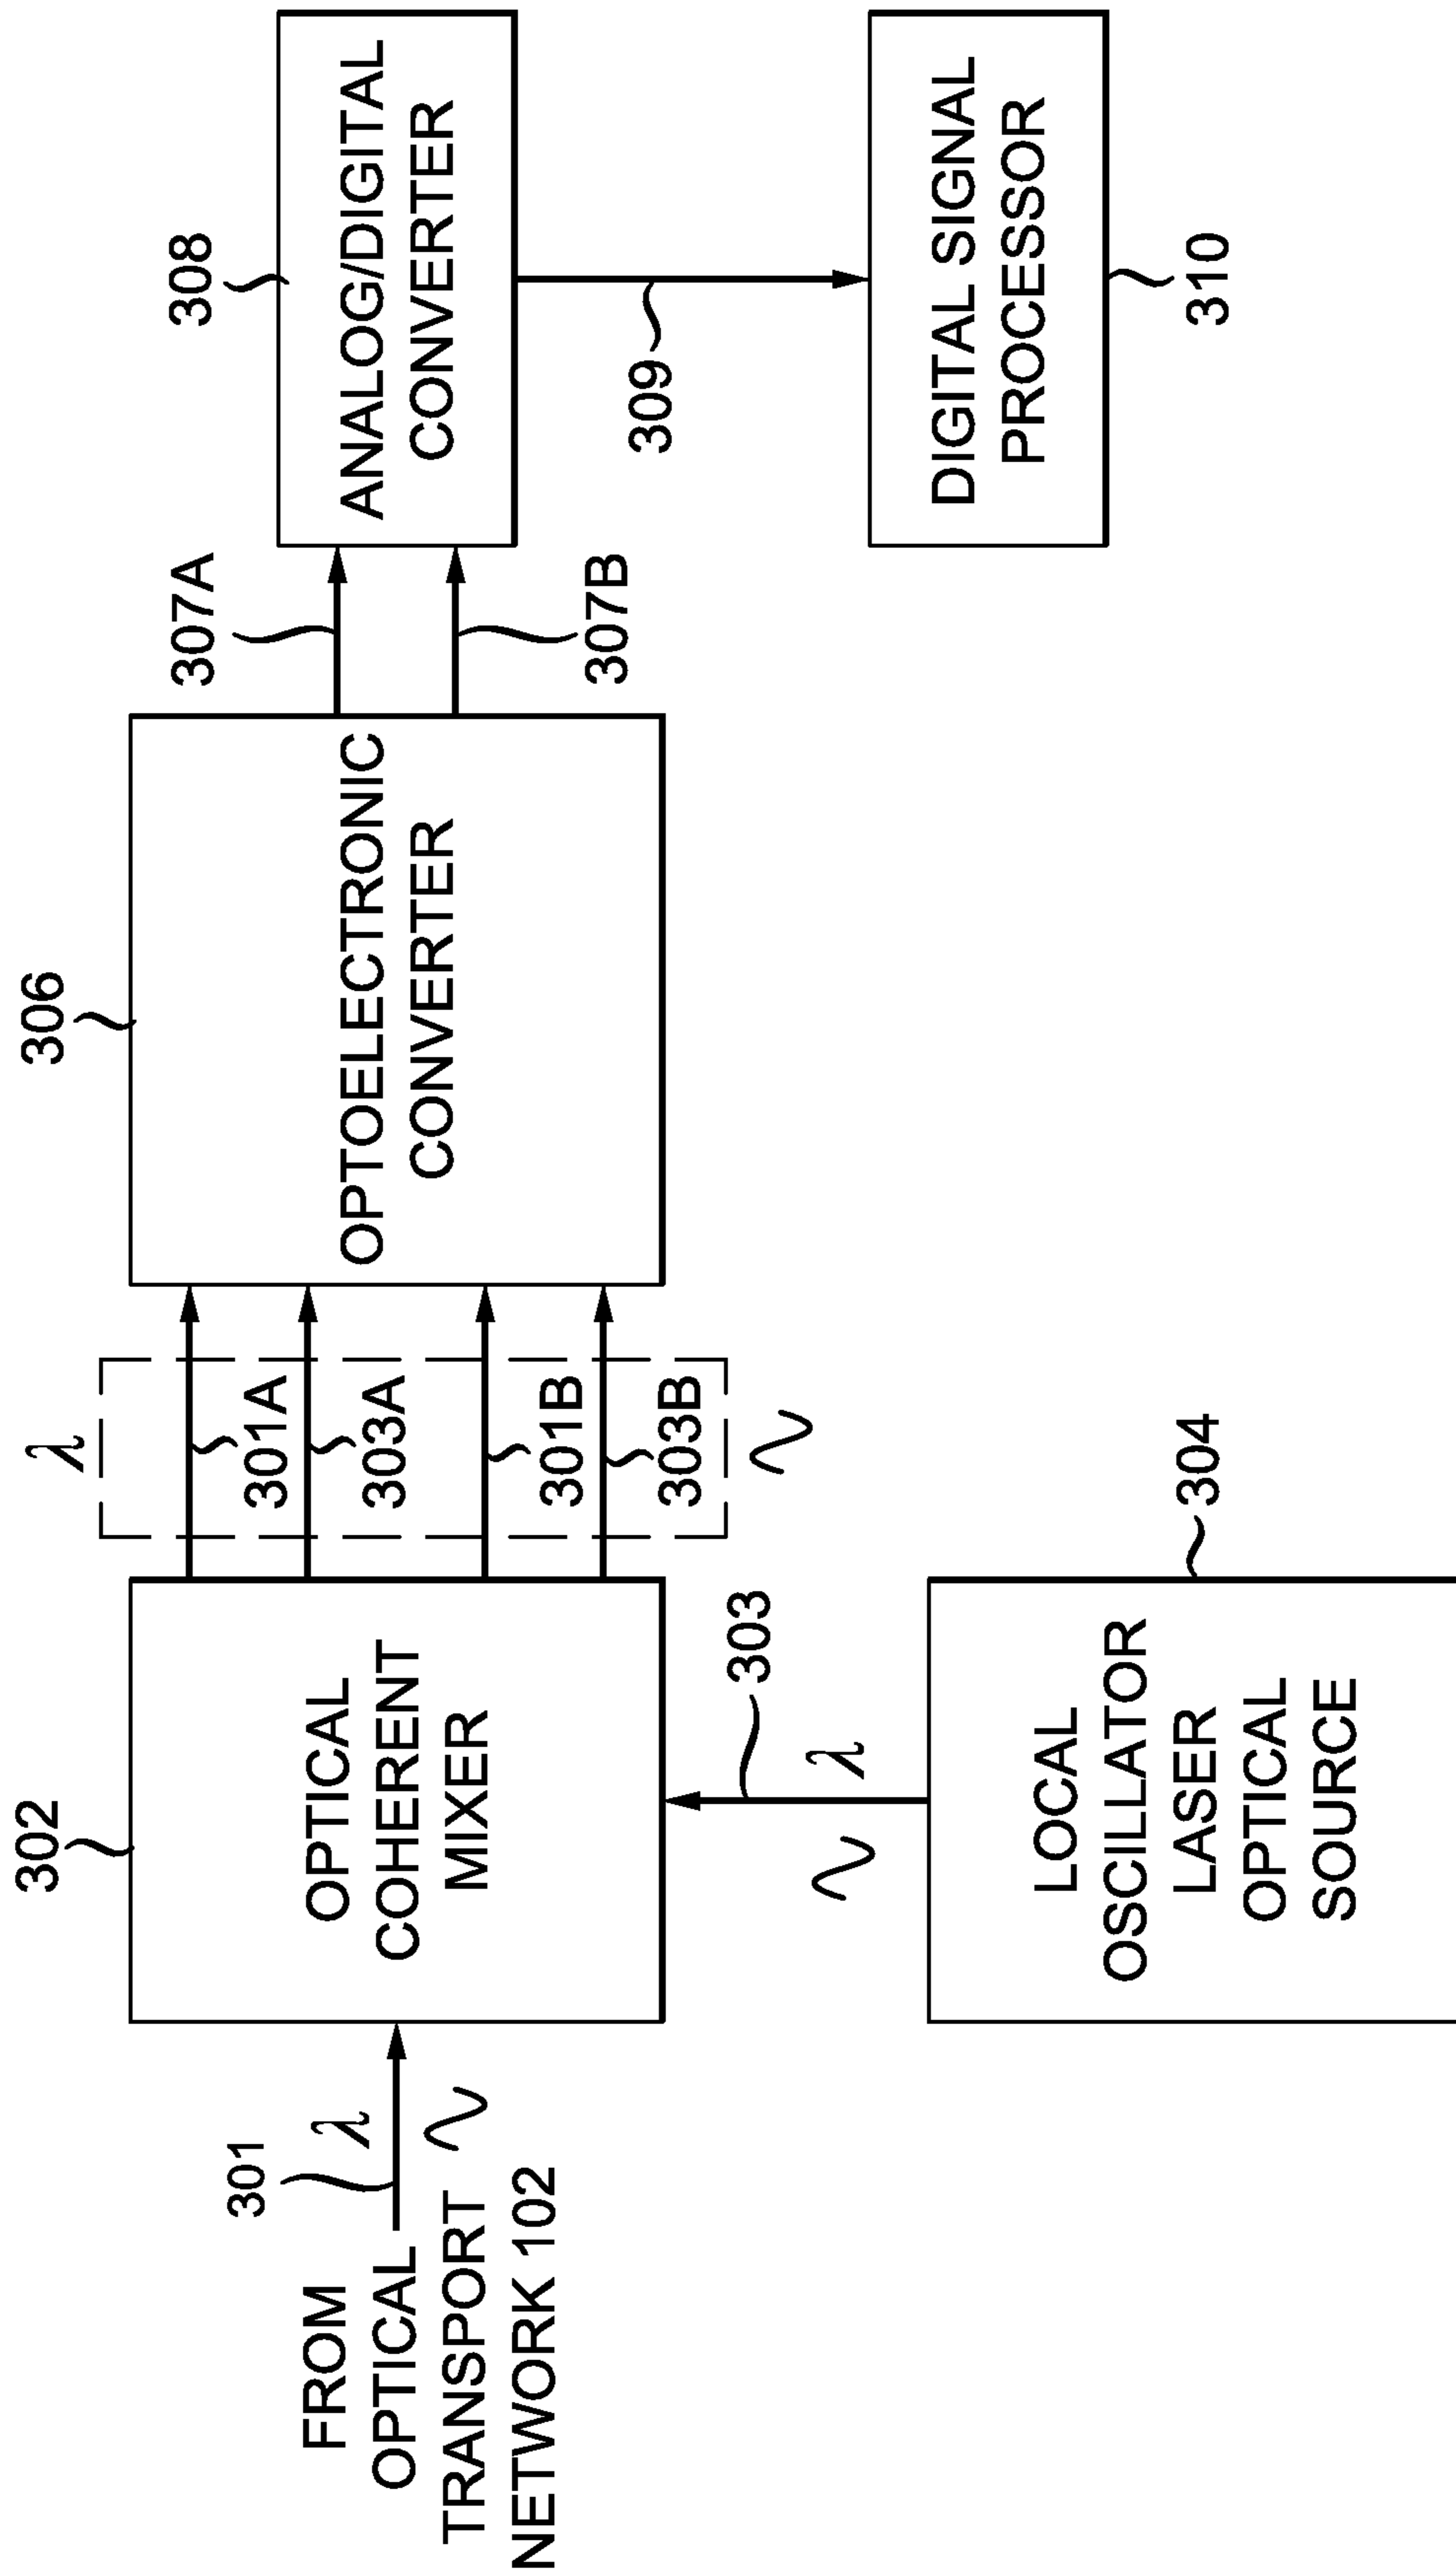 302
OPTICAL
COHERENT
MIXER
301
λ
FROM
OPTICAL
TRANSPORT
NETWORK 102
303
λ
304
LOCAL
OSCILLATOR
LASER
OPTICAL
SOURCE
λ
301A
303A
301B
303B
306
OPTOELECTRONIC
CONVERTER
307A
307B
308
ANALOG/DIGITAL
CONVERTER
309
DIGITAL SIGNAL
PROCESSOR
310